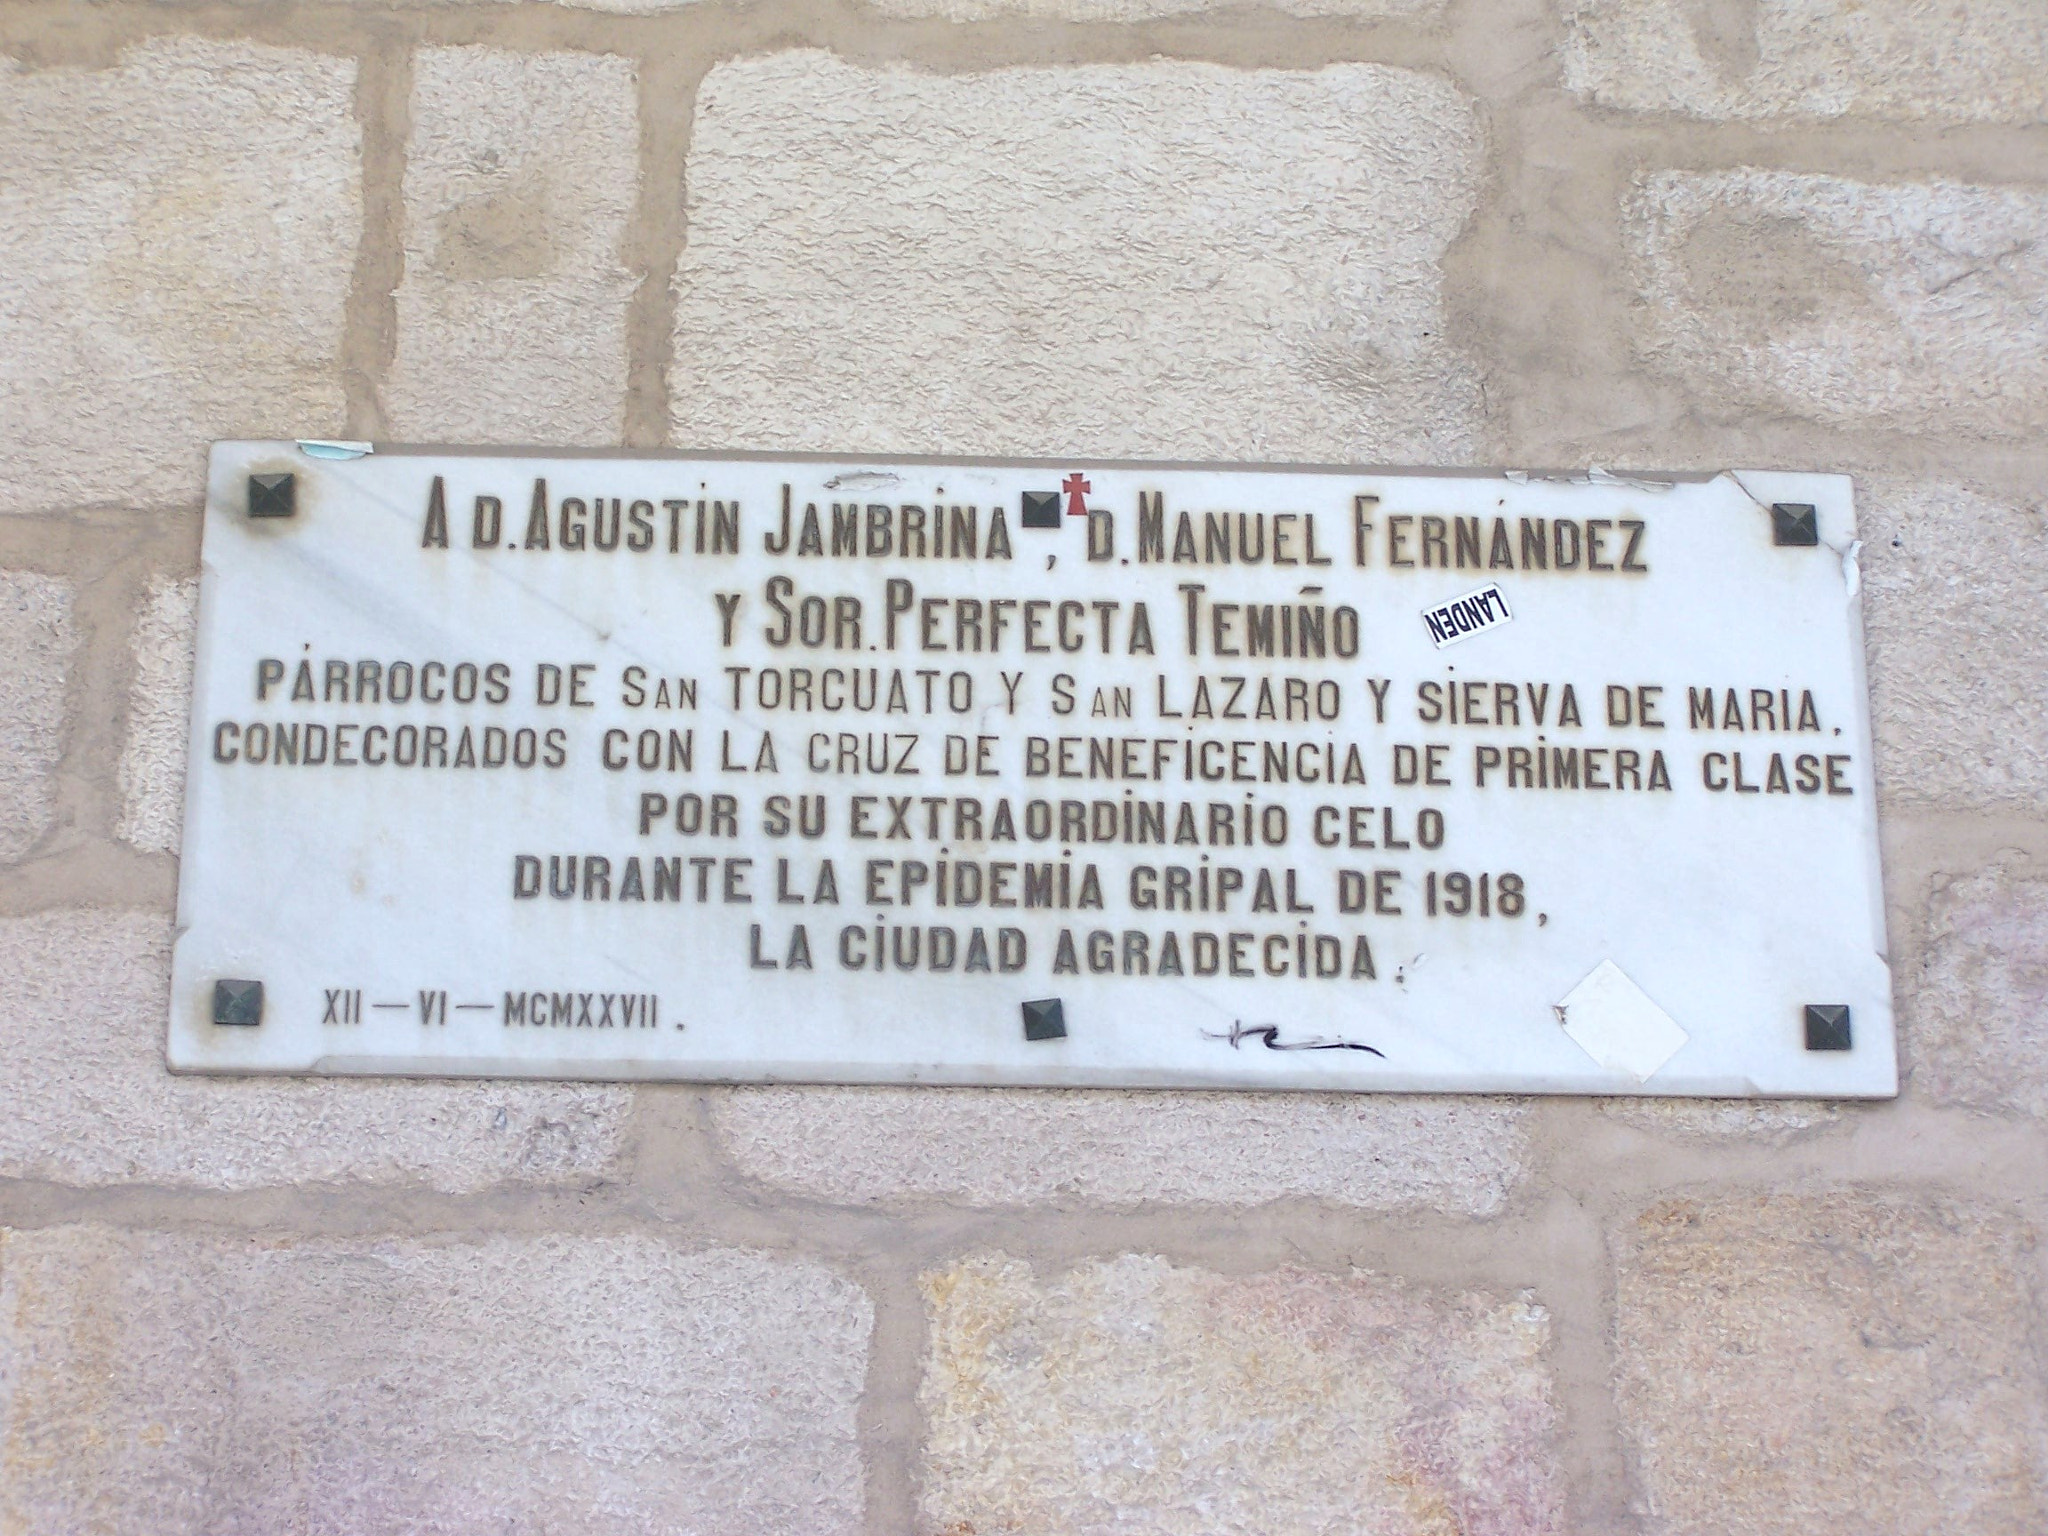 A D. AGUSTÍN JAMBRINA, D. MANUEL FERNÁNDEZ
Y SOR. PERFECTA TEMIÑO
LANDEN
PÁRROCOS DE SAN TORCUATO Y SAN LAZARO Y SIERVA DE MARIA,
CONDECORADOS CON LA CRUZ DE BENEFICENCIA DE PRIMERA CLASE
POR SU EXTRAORDINARIO CELO
DURANTE LA EPIDEMIA GRIPAL DE 1918,
LA CIUDAD AGRADECIDA.
XII — VI — MCMXXVII.